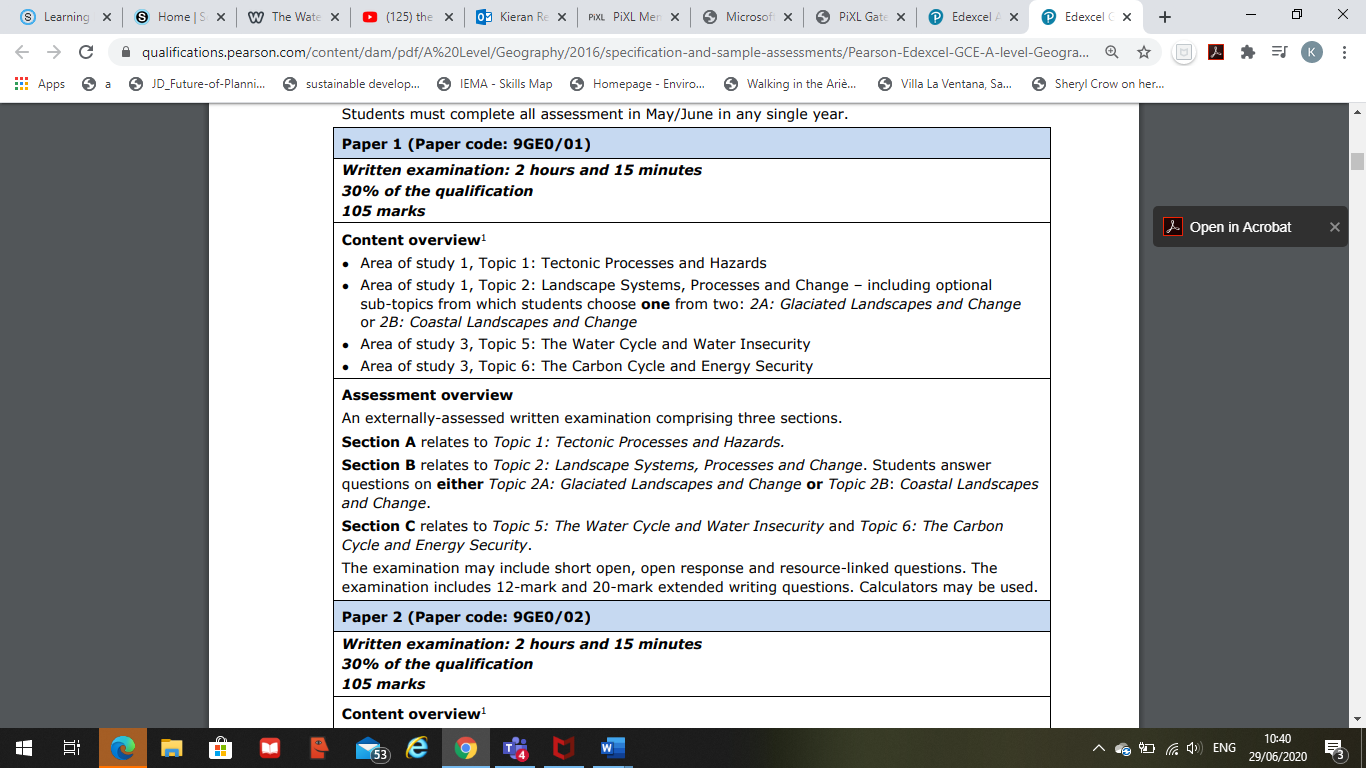 Learning
Home | S
The Wate
(125) the
Kieran Re
PiXL Men
Microsoft
PiXL Gate
Edexcel A
Edexcel G
qualifications.pearson.com/content/dam/pdf/A%20Level/Geography/2016/specification-and-sample-assessments/Pearson-Edexcel-GCE-A-level-Geogra...
K
Apps
a
JD_Future-of-Planni...
sustainable develop...
IEMA - Skills Map
Homepage - Enviro...
Walking in the Ariè...
Villa La Ventana, Sa...
Sheryl Crow on her...
Students must complete all assessment in May/June in any single year.
Paper 1 (Paper code: 9GE0/01)
Written examination: 2 hours and 15 minutes
30% of the qualification
105 marks
Open in Acrobat
Content overview1
• Area of study 1, Topic 1: Tectonic Processes and Hazards
• Area of study 1, Topic 2: Landscape Systems, Processes and Change – including optional
sub-topics from which students choose one from two: 2A: Glaciated Landscapes and Change
or 2B: Coastal Landscapes and Change
• Area of study 3, Topic 5: The Water Cycle and Water Insecurity
• Area of study 3, Topic 6: The Carbon Cycle and Energy Security
Assessment overview
An externally-assessed written examination comprising three sections.
Section A relates to Topic 1: Tectonic Processes and Hazards.
Section B relates to Topic 2: Landscape Systems, Processes and Change. Students answer
questions on either Topic 2A: Glaciated Landscapes and Change or Topic 2B: Coastal Landscapes
and Change.
Section C relates to Topic 5: The Water Cycle and Water Insecurity and Topic 6: The Carbon
Cycle and Energy Security.
The examination may include short open, open response and resource-linked questions. The
examination includes 12-mark and 20-mark extended writing questions. Calculators may be used.
Paper 2 (Paper code: 9GE0/02)
Written examination: 2 hours and 15 minutes
30% of the qualification
105 marks
Content overview1
53
4
ENG
10:40
29/06/2020
3